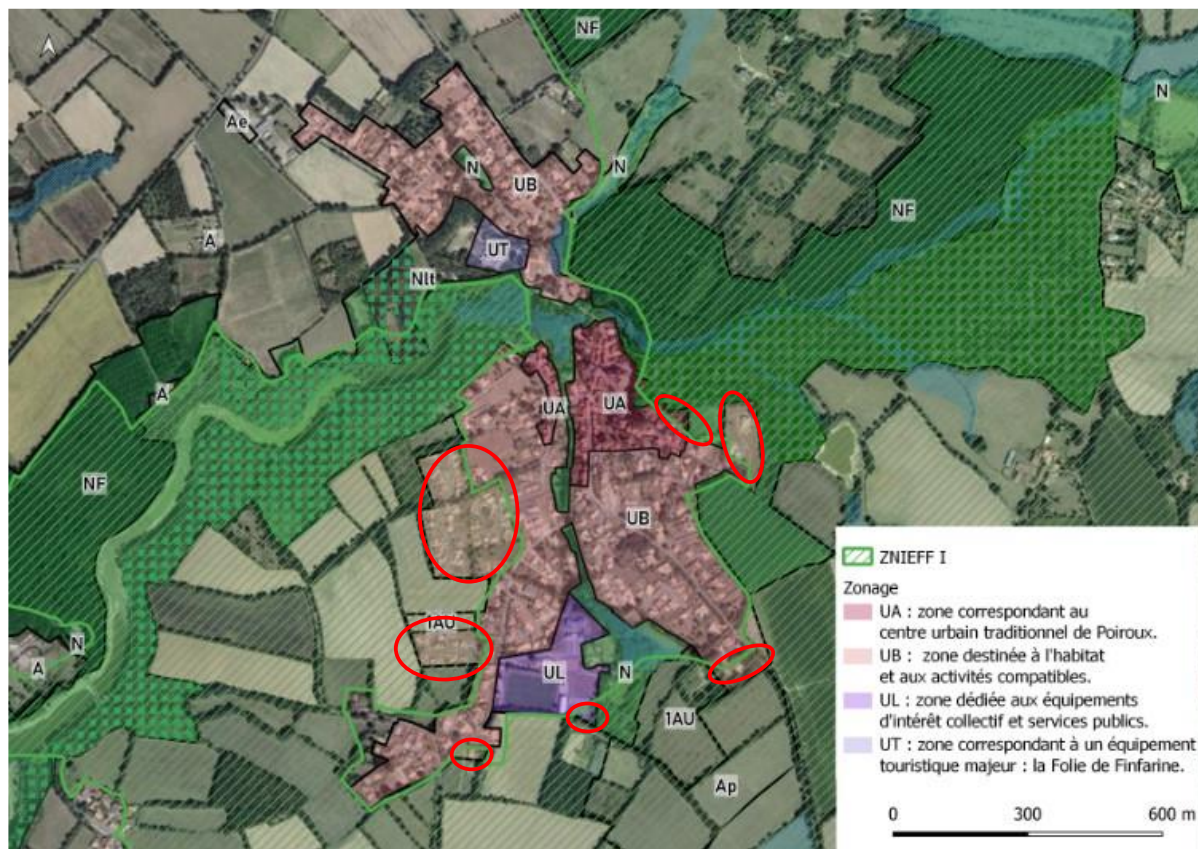 NF
N
Ae
N
UB
N
NF
A
UT
Nlt
A
UA
UA
NF
UB
1AU
N
A
UL
N
1AU
Ap
ZNIEFF I
Zonage
UA : zone correspondant au
centre urbain traditionnel de Poiroux.
UB : zone destinée à l'habitat
et aux activités compatibles.
UL : zone dédiée aux équipements
d'intérêt collectif et services publics.
UT : zone correspondant à un équipement
touristique majeur : la Folie de Finfarine.
0 300 600 m